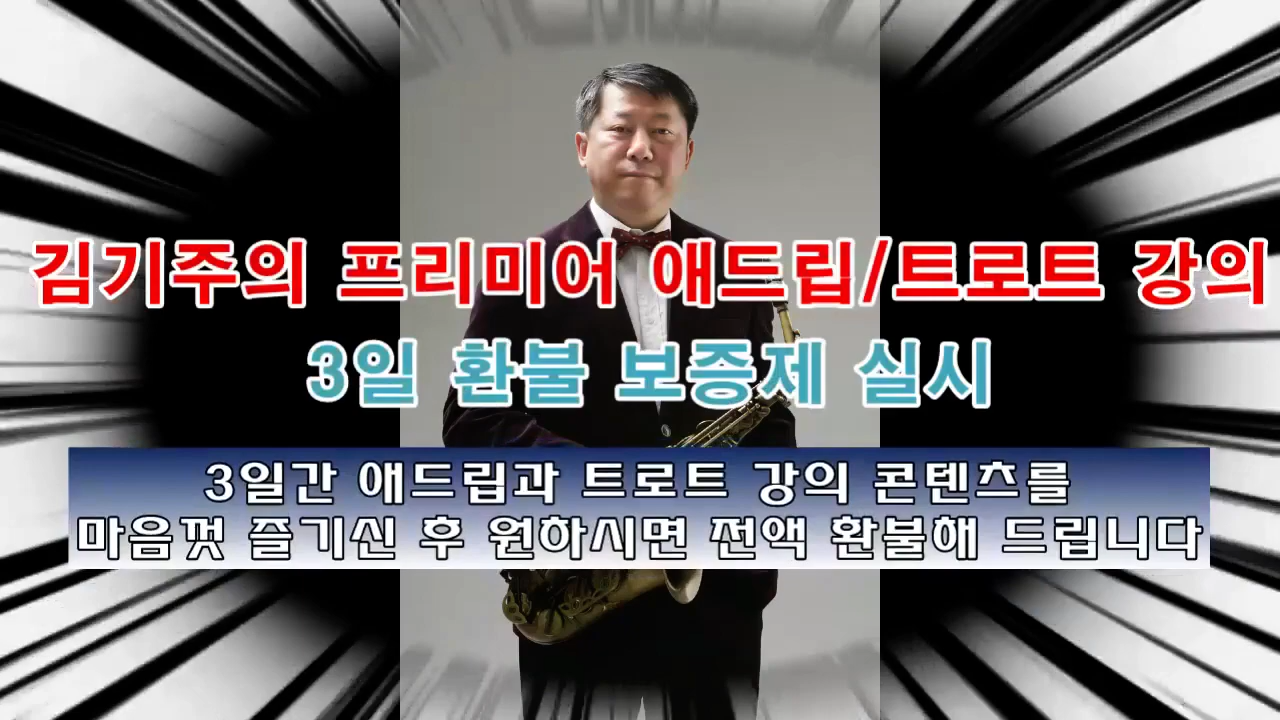 김기주의 프리미어 애드립/트로트 강의
3일 환불 보증제 실시
3일간 애드립과 트로트 강의 콘텐츠를
마음껏 즐기신 후 원하시면 전액 환불해 드립니다